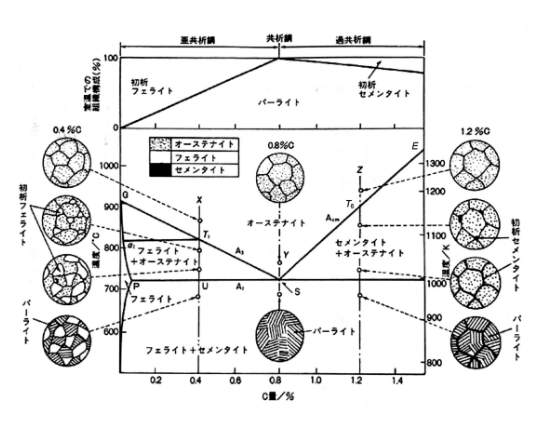 亜共析鋼
共析鋼
過共析鋼
室温での
組織構成(%)
100
0
初析
フェライト
パーライト
初析
セメンタイト
0.4%C
オーステナイト
フェライト
セメンタイト
0.8%C
1.2%C
E
1000
900
800
700
600
温度/C
G
X
オーステナイト
Z
T₅
Acm
1300
1200
1100
1000
900
800
温度/K
初析フェライト
T₁
α₁
フェライト
+オーステナイト
A₃
Y
セメンタイト
+オーステナイト
初析セメンタイト
U
P
フェライト
A₁
S
パーライト
パーライト
パーライト
フェライト+セメンタイト
0.2
0.4
0.6
0.8
1.0
1.2
1.4
C量/%